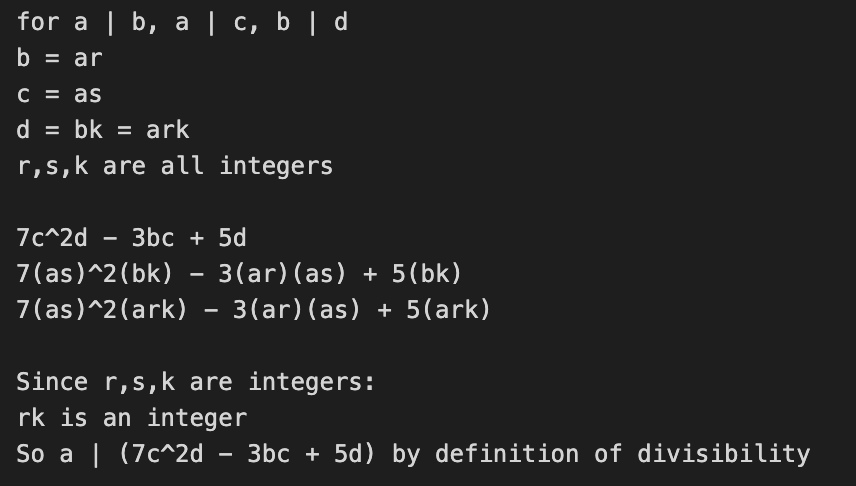 for a | b, a | c, b | d
b = ar
c = as
d = bk = ark
r,s,k are all integers

7c^2d – 3bc + 5d
7(as)^2(bk) – 3(ar)(as) + 5(bk)
7(as)^2(ark) – 3(ar)(as) + 5(ark)

Since r,s,k are integers:
rk is an integer
So a | (7c^2d – 3bc + 5d) by definition of divisibility